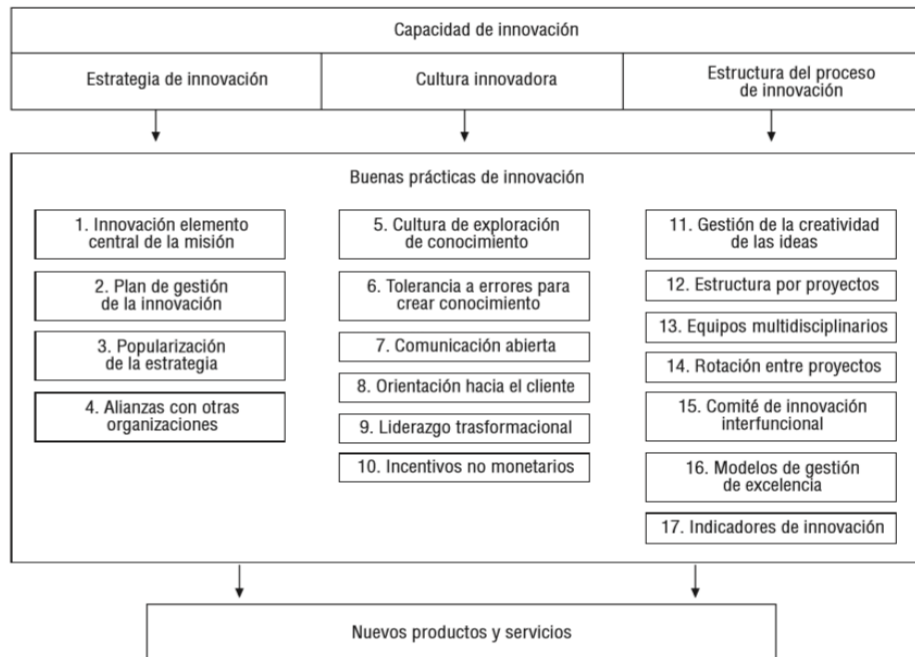 Capacidad de innovación
Estrategia de innovación
Cultura innovadora
Estructura del proceso
de innovación
Buenas prácticas de innovación
1. Innovación elemento
central de la misión
2. Plan de gestión
de la innovación
3. Popularización
de la estrategia
4. Alianzas con otras
organizaciones
5. Cultura de exploración
de conocimiento
6. Tolerancia a errores para
crear conocimiento
7. Comunicación abierta
8. Orientación hacia el cliente
9. Liderazgo trasformacional
10. Incentivos no monetarios
11. Gestión de la creatividad
de las ideas
12. Estructura por proyectos
13. Equipos multidisciplinarios
14. Rotación entre proyectos
15. Comité de innovación
interfuncional
16. Modelos de gestión
de excelencia
17. Indicadores de innovación
Nuevos productos y servicios